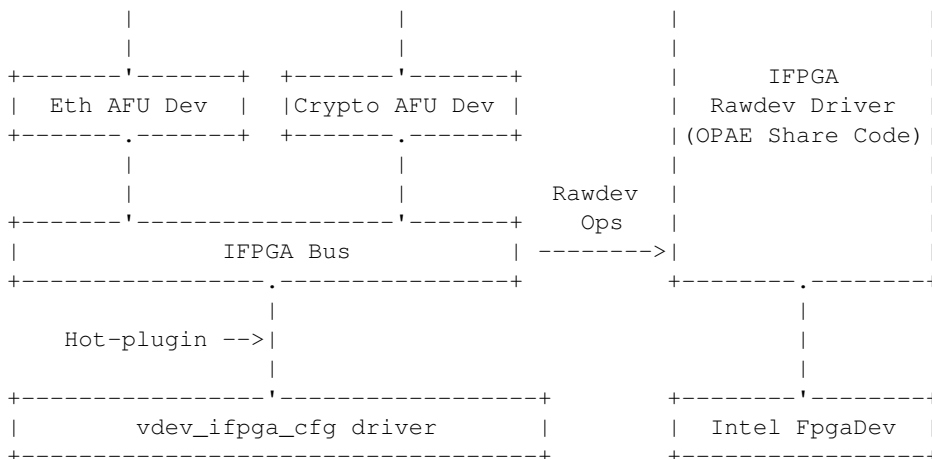 IFPGA
Eth AFU Dev Crypto AFU Dev Rawdev Driver
(OPAE Share Code)
Rawdev
Ops
IFPGA Bus -------->
Hot-plugin -->
vdev_ifpga_cfg driver Intel FpgaDev